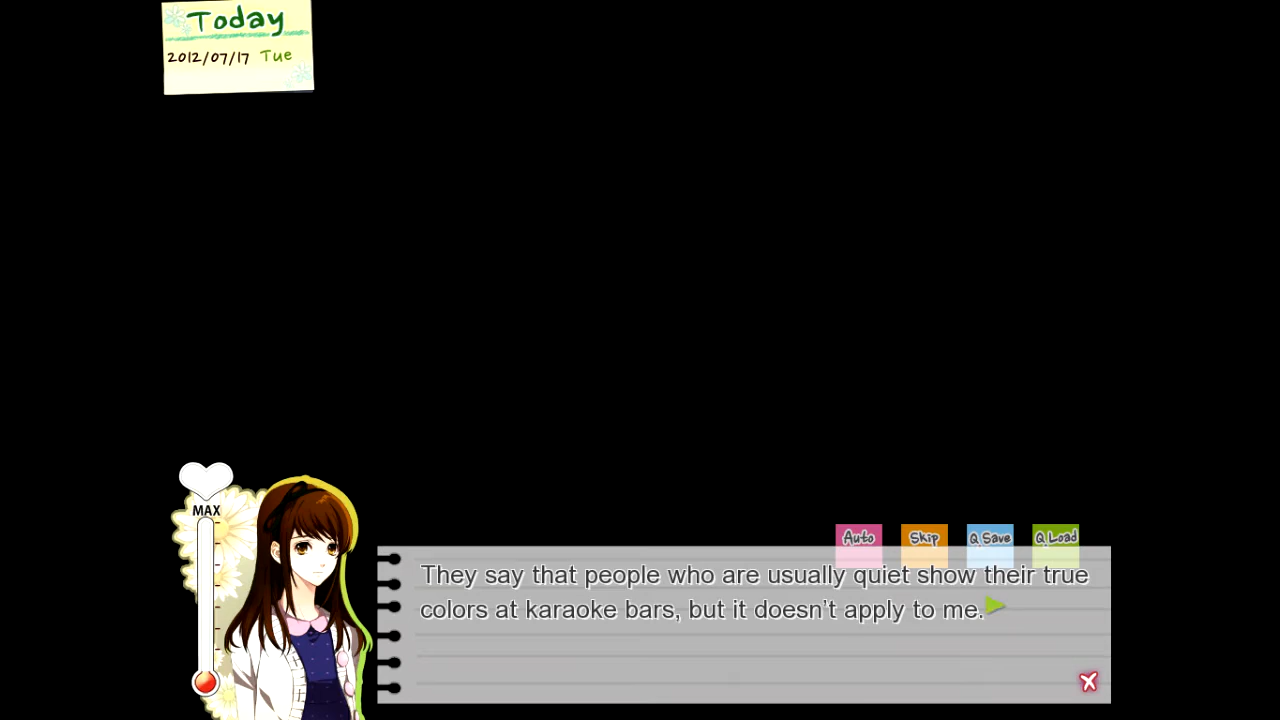 Today
2012/07/17 Tue
MAX
Auto Skip Q.Save Q.Load
They say that people who are usually quiet show their true
colors at karaoke bars, but it doesn't apply to me.